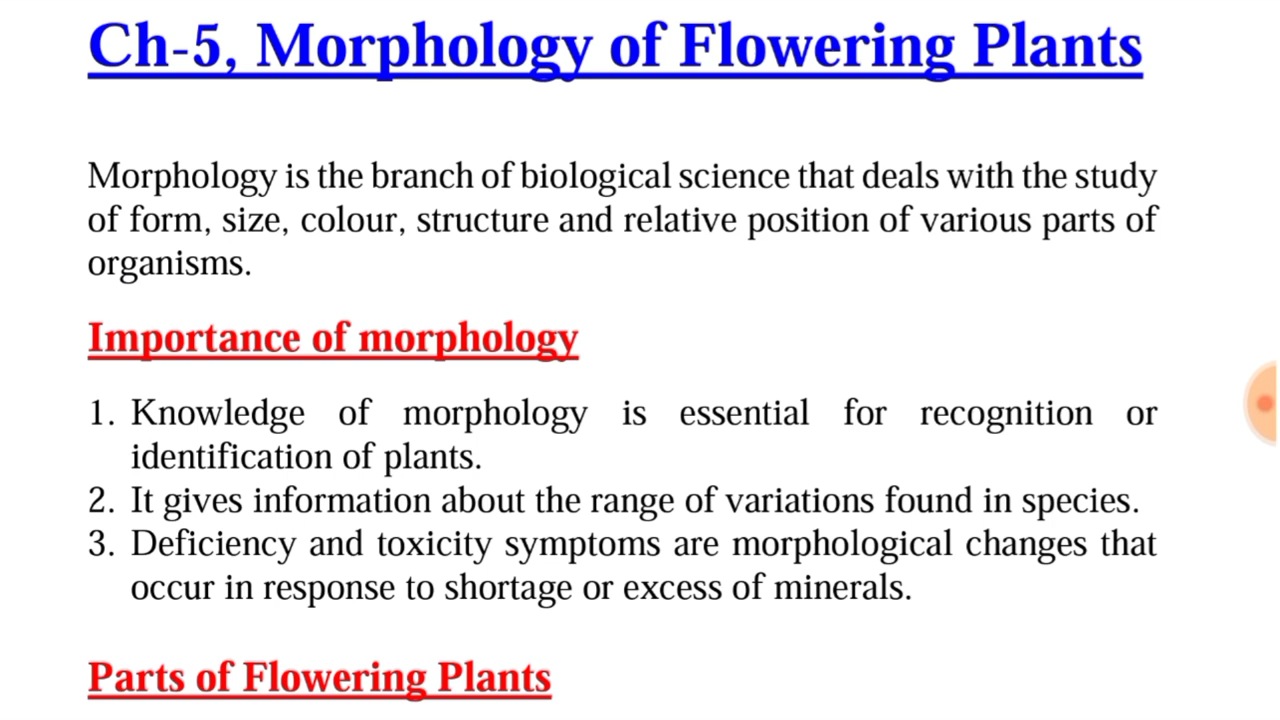 Ch-5, Morphology of Flowering Plants
Morphology is the branch of biological science that deals with the study
of form, size, colour, structure and relative position of various parts of
organisms.
Importance of morphology
1. Knowledge of morphology is essential for recognition or
identification of plants.
2. It gives information about the range of variations found in species.
3. Deficiency and toxicity symptoms are morphological changes that
occur in response to shortage or excess of minerals.
Parts of Flowering Plants